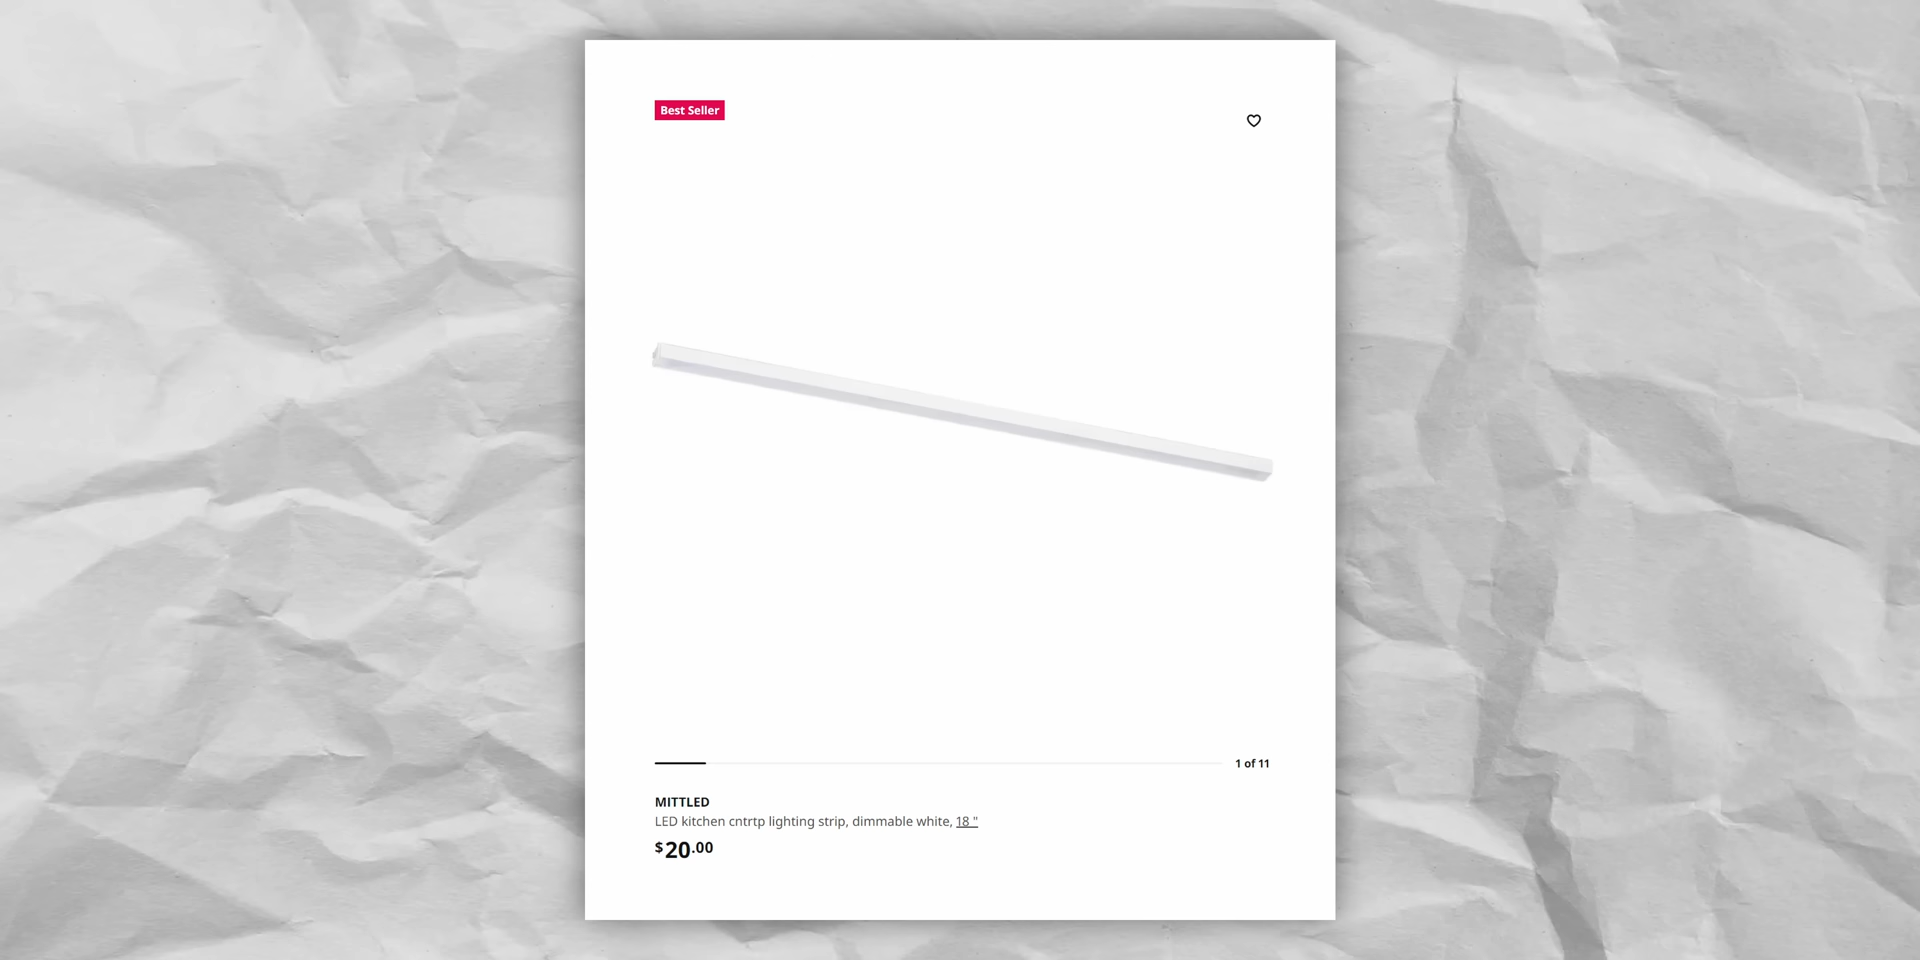 Best Seller
1 of 11
MITTLED
LED kitchen cntrtp lighting strip, dimmable white, 18 "
$20.00